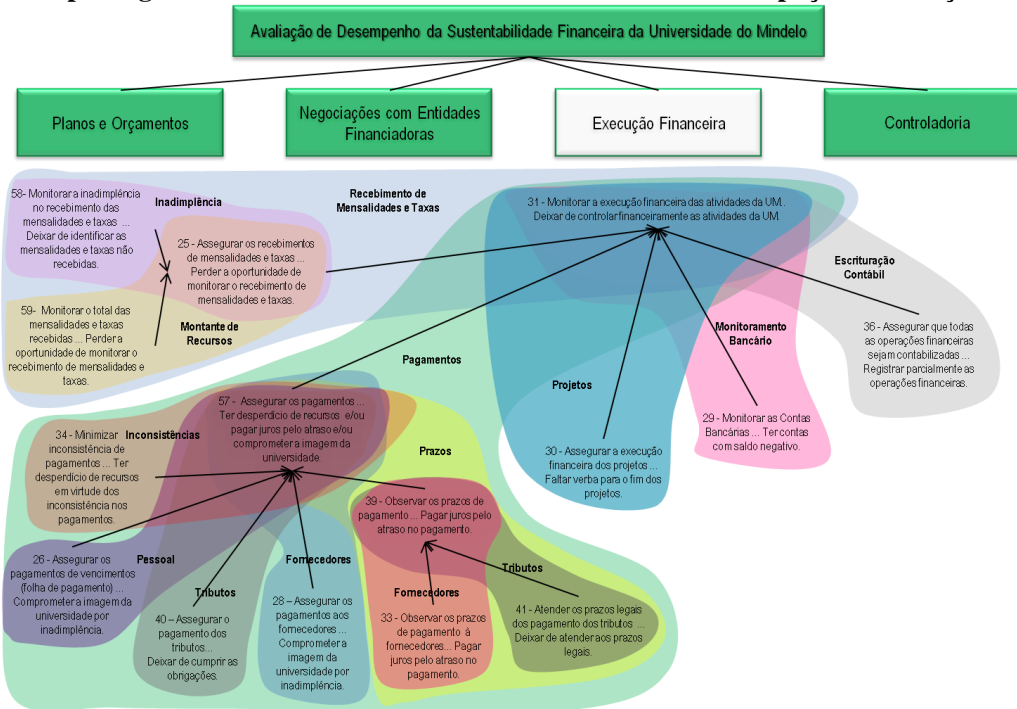 Avaliação de Desempenho da Sustentabilidade Financeira da Universidade do Mindelo
Planos e Orçamentos
Negociações com Entidades
Financiadoras
Execução Financeira
Controladoria
58- Monitorar a inadimplência
no recebimento das
mensalidades e taxas ...
Deixar de identificar as
mensalidades e taxas não
recebidas.
Inadimplência
Recebimento de
Mensalidades e Taxas
25 - Assegurar os recebimentos
de mensalidades e taxas ...
Perder a oportunidade de
monitorar o recebimento de
mensalidades e taxas.
59- Monitorar o total das
mensalidades e taxas
recebidas ... Perder a
oportunidade de monitorar o
recebimento de mensalidades e
taxas.
Montante de
Recursos
31 - Monitorar a execução financeira das atividades da UM..
Deixar de controlar financeiramente as atividades da UM.
Escrituração
Contábil
36 - Assegurar que todas
as operações financeiras
sejam contabilizadas ...
Registrar parcialmente as
operações financeiras.
Monitoramento
Bancário
29 - Monitorar as Contas
Bancárias ... Ter contas
com saldo negativo.
Projetos
30 - Assegurar a execução
financeira dos projetos ...
Faltar verba para o fim dos
projetos.
Pagamentos
57 - Assegurar os pagamentos ...
Ter desperdício de recursos e/ou
pagar juros pelo atraso e/ou
comprometer a imagem da
universidade
34 - Minimizar
inconsistência de
pagamentos ... Ter
desperdício de recursos
em virtude dos
inconsistência nos
pagamentos.
Inconsistências
Prazos
39 - Observar os prazos de
pagamento ... Pagar juros pelo
atraso no pagamento.
26 - Assegurar os
pagamentos de vencimentos
(folha de pagamento) ...
Comprometer a imagem da
universidade por
inadimplência.
Pessoal
Tributos
40 – Assegurar o
pagamento dos
tributos...
Deixar de cumprir as
obrigações.
Fornecedores
28 – Assegurar os
pagamentos aos
fornecedores ...
Comprometer a
imagem da
universidade por
inadimplência.
Fornecedores
33 - Observar os prazos
de pagamento á
fornecedores... Pagar
juros pelo atraso no
pagamento.
Tributos
41 - Atender os prazos legais
dos pagamento dos tributos ...
Deixar de atender aos prazos
legais.